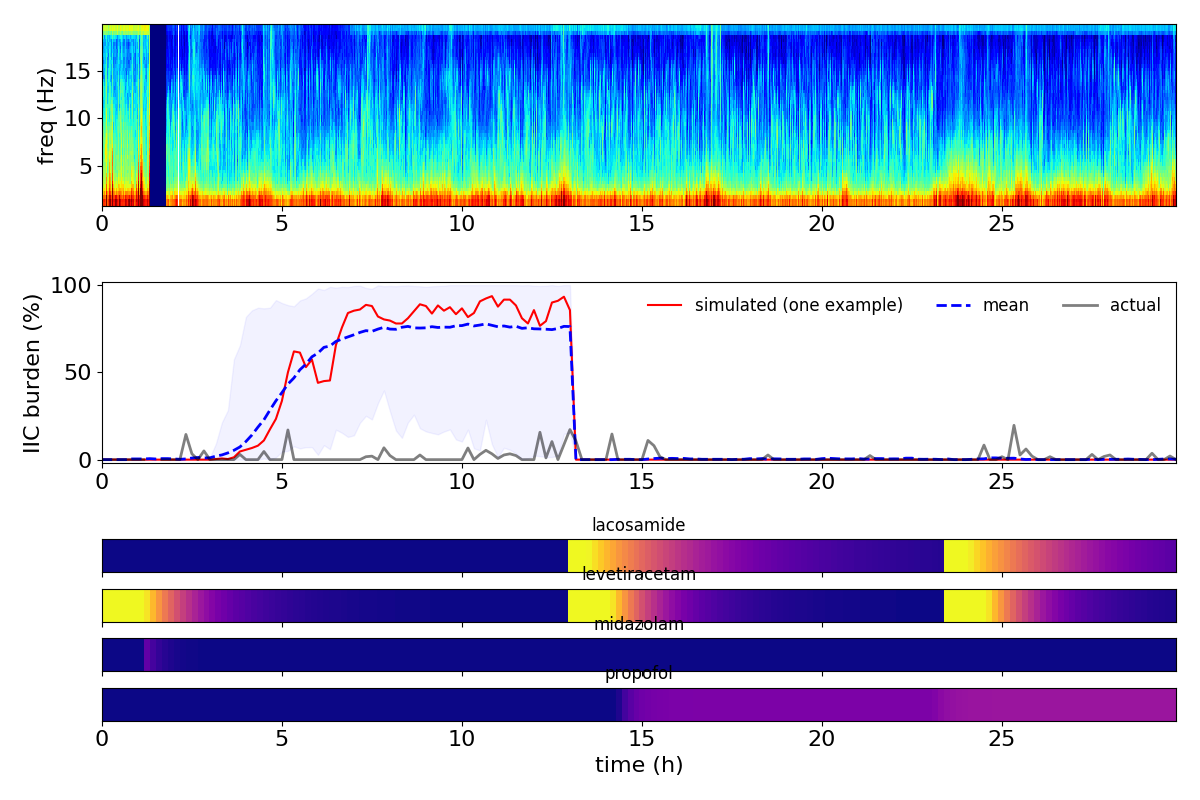 freq (Hz)
15
10
5
0 5 10 15 20 25
IIC burden (%)
100
50
0
simulated (one example) mean actual
0 5 10 15 20 25
lacosamide
levetiracetam
midazolam
propofol
0 5 10 15 20 25
time (h)